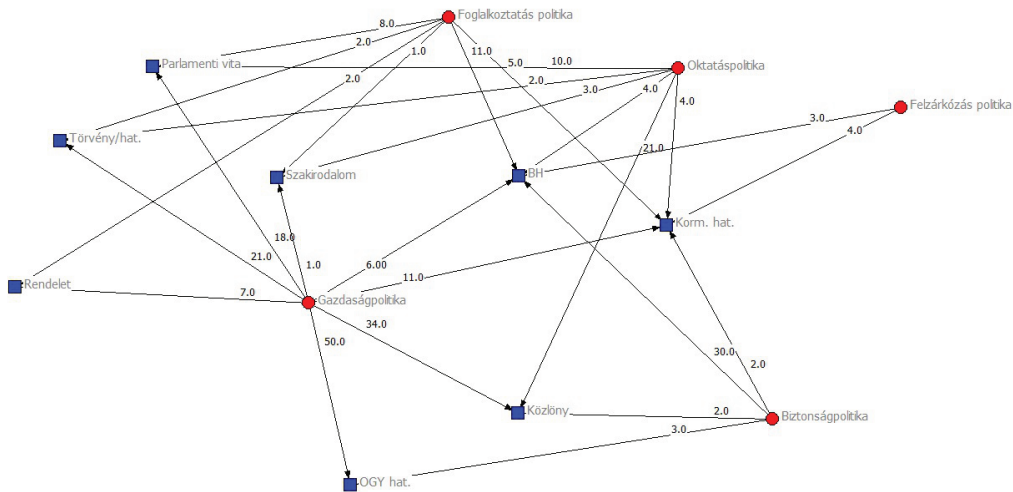 Foglalkoztatás politika
8.0
2.0
11.0
1.0
5.0
10.0
Parlamenti vita
Oktatáspolitika
2.0
2.0
3.0
4.0
4.0
Felzárkózás politika
3.0
4.0
Törvény/hat.
21.0
Szakirodalom
BH
Korm. hat.
18.0
21.0
1.0
6.00
11.0
Rendelet
7.0
Gazdaságpolitika
34.0
50.0
30.0
2.0
Közlöny
2.0
Biztonságpolitika
3.0
OGY hat.